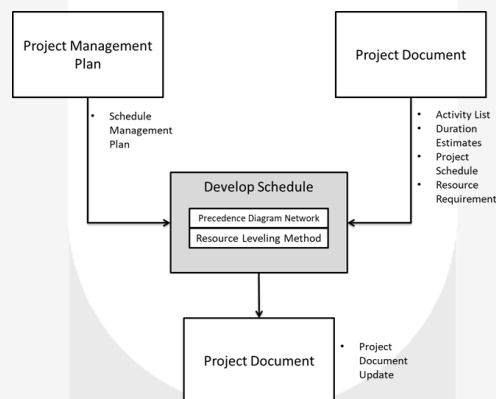 Project Management
Plan
Project Document
• Schedule
Management
Plan
• Activity List
• Duration
Estimates
• Project
Schedule
• Resource
Requirement
Develop Schedule
Precedence Diagram Network
Resource Leveling Method
Project Document
• Project
Document
Update